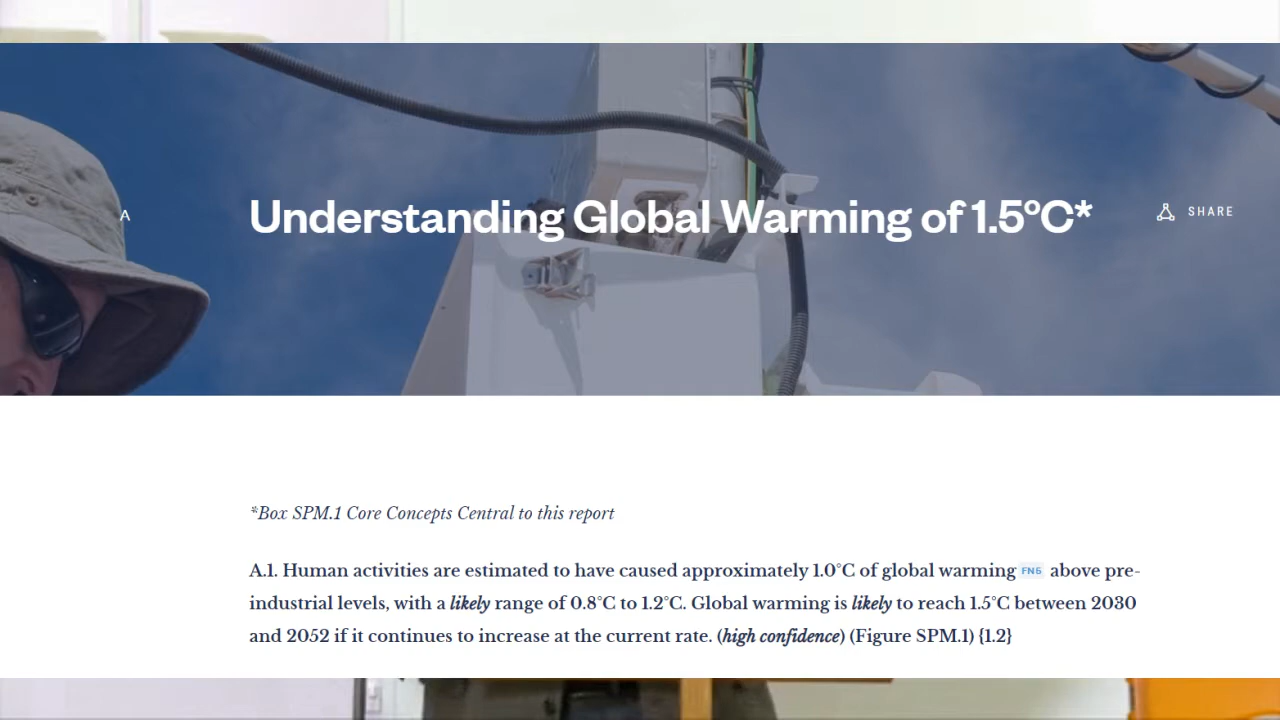 A
Understanding Global Warming of 1.5°C*
SHARE
*Box SPM.1 Core Concepts Central to this report
A.1. Human activities are estimated to have caused approximately 1.0°C of global warming FN5 above pre-
industrial levels, with a likely range of 0.8°C to 1.2°C. Global warming is likely to reach 1.5°C between 2030
and 2052 if it continues to increase at the current rate. (high confidence) (Figure SPM.1) {1.2}